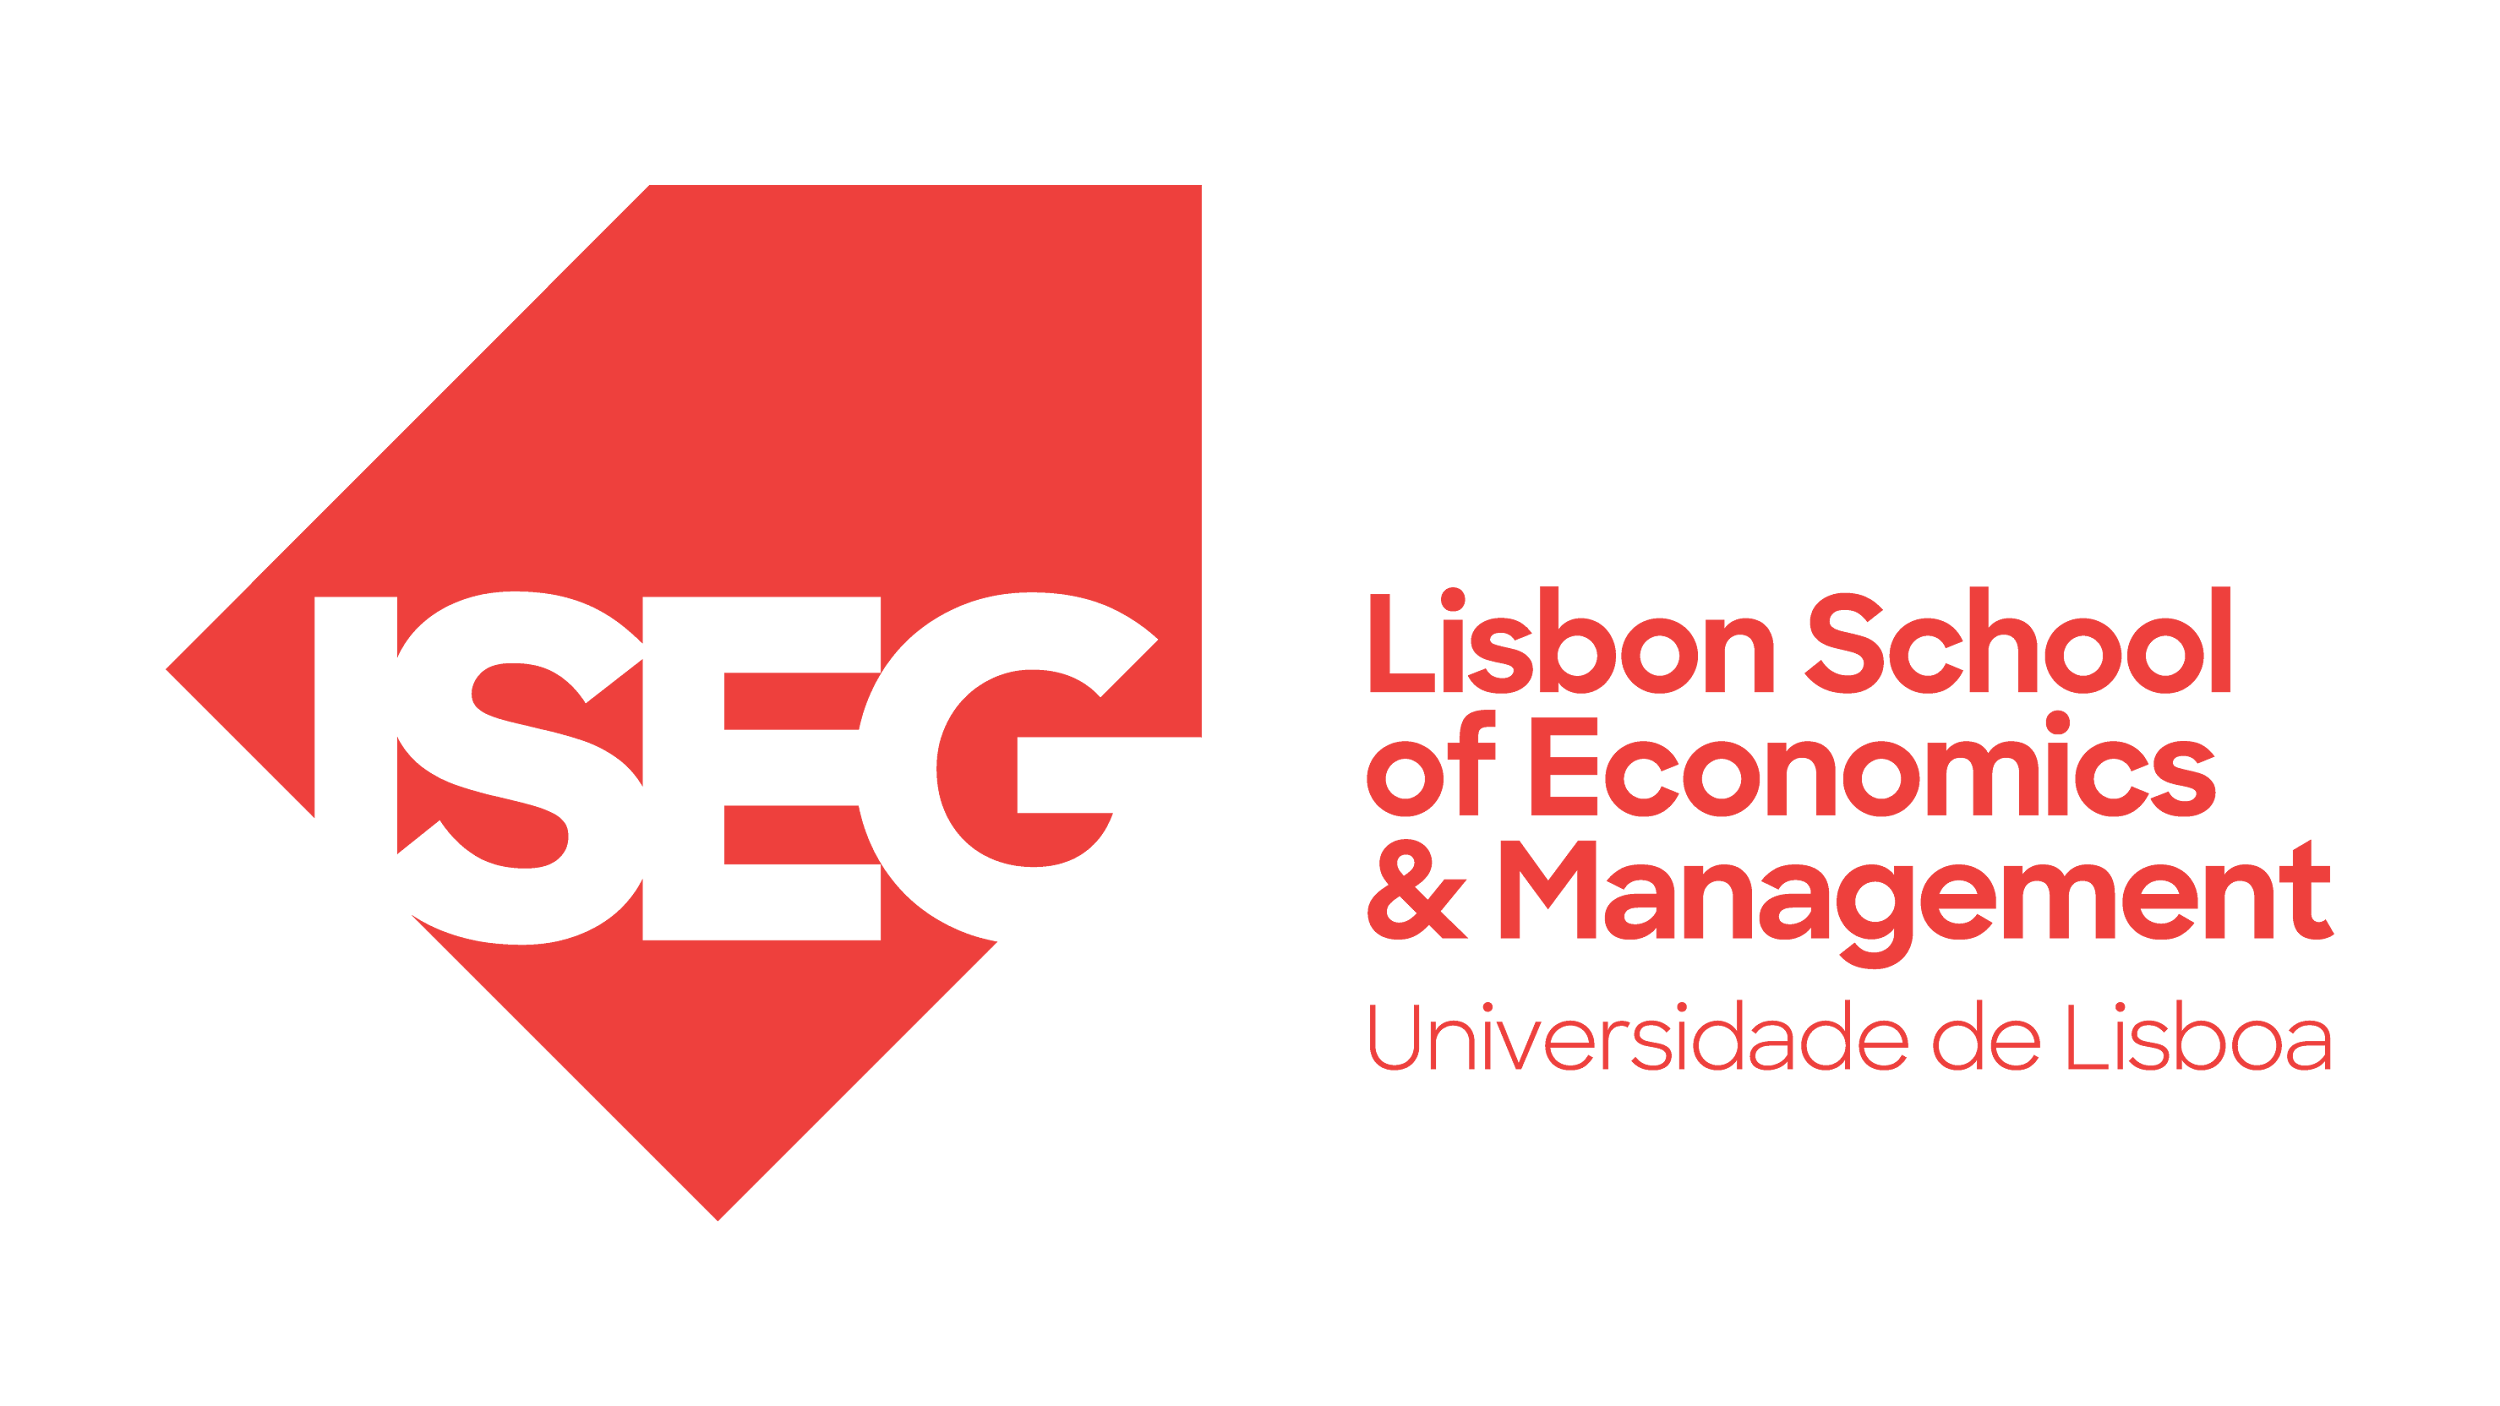 ISEG
Lisbon School
of Economics
& Management
Universidade de Lisboa